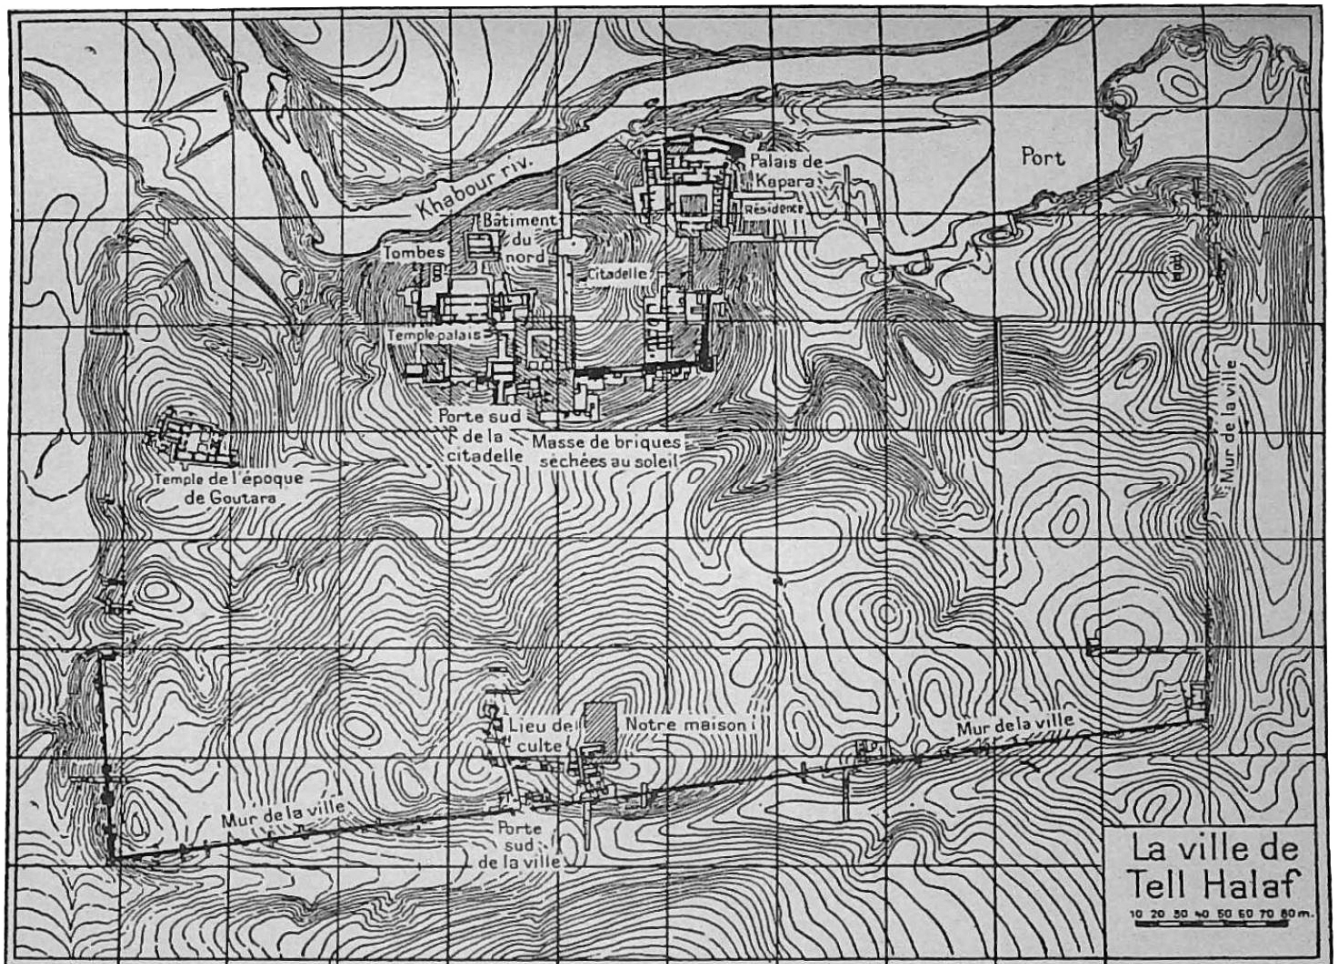 Port
Palais de
Kapara
Résidence
Khabour riv.
Bâtiment
du
nord
Tombes
Citadelle
Temple-palais
Porte sud
de la
citadelle
Masse de briques
séchées au soleil
Mur de la ville
Temple de l'époque
de Goutara
Lieu de
culte
Notre maison
Mur de la ville
Mur de la ville
Porte
sud
de la ville
La ville de
Tell Halaf
10 20 30 40 50 60 70 80 m.